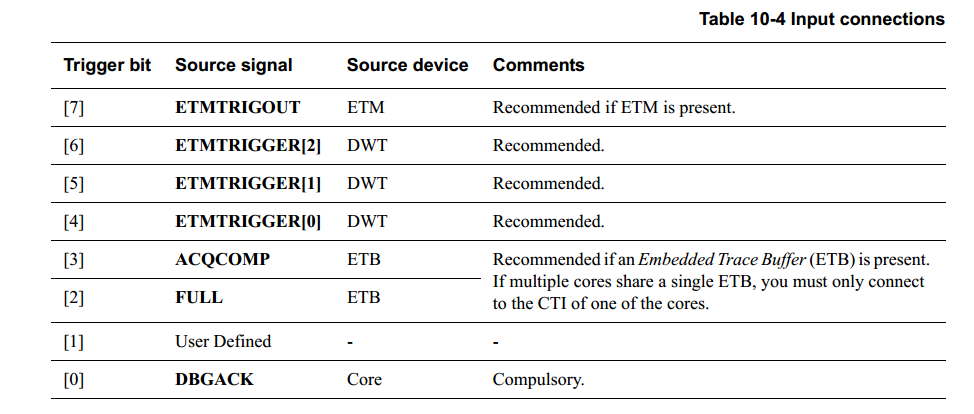 Table 10-4 Input connections
Trigger bit Source signal Source device Comments
[7] ETMTRIGOUT ETM Recommended if ETM is present.
[6] ETMTRIGGER[2] DWT Recommended.
[5] ETMTRIGGER[1] DWT Recommended.
[4] ETMTRIGGER[0] DWT Recommended.
[3] ACQCOMP ETB Recommended if an Embedded Trace Buffer (ETB) is present.
If multiple cores share a single ETB, you must only connect
[2] FULL ETB to the CTI of one of the cores.
[1] User Defined - -
[0] DBGACK Core Compulsory.